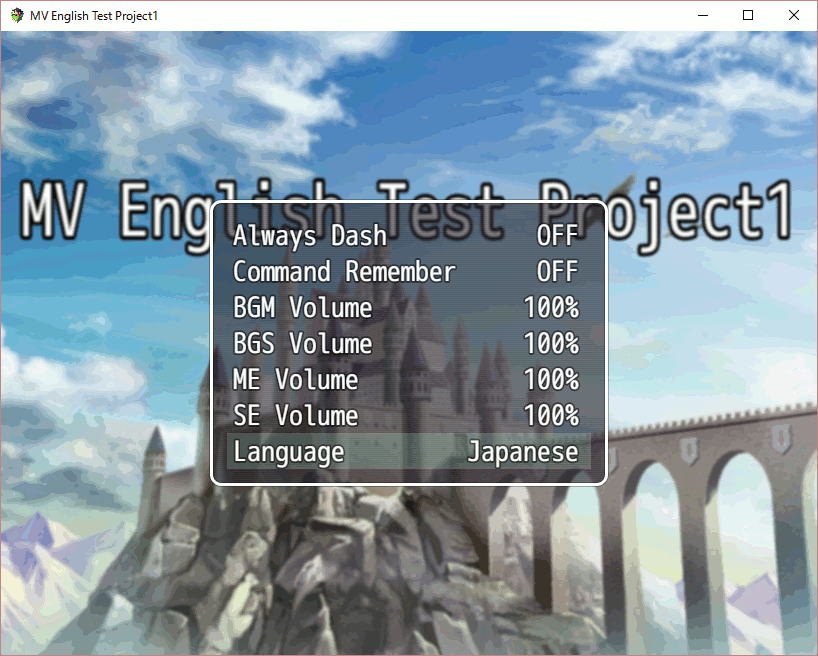 MV English Test Project1
MV English Test Project1
Always Dash OFF
Command Remember OFF
BGM Volume 100%
BGS Volume 100%
ME Volume 100%
SE Volume 100%
Language Japanese